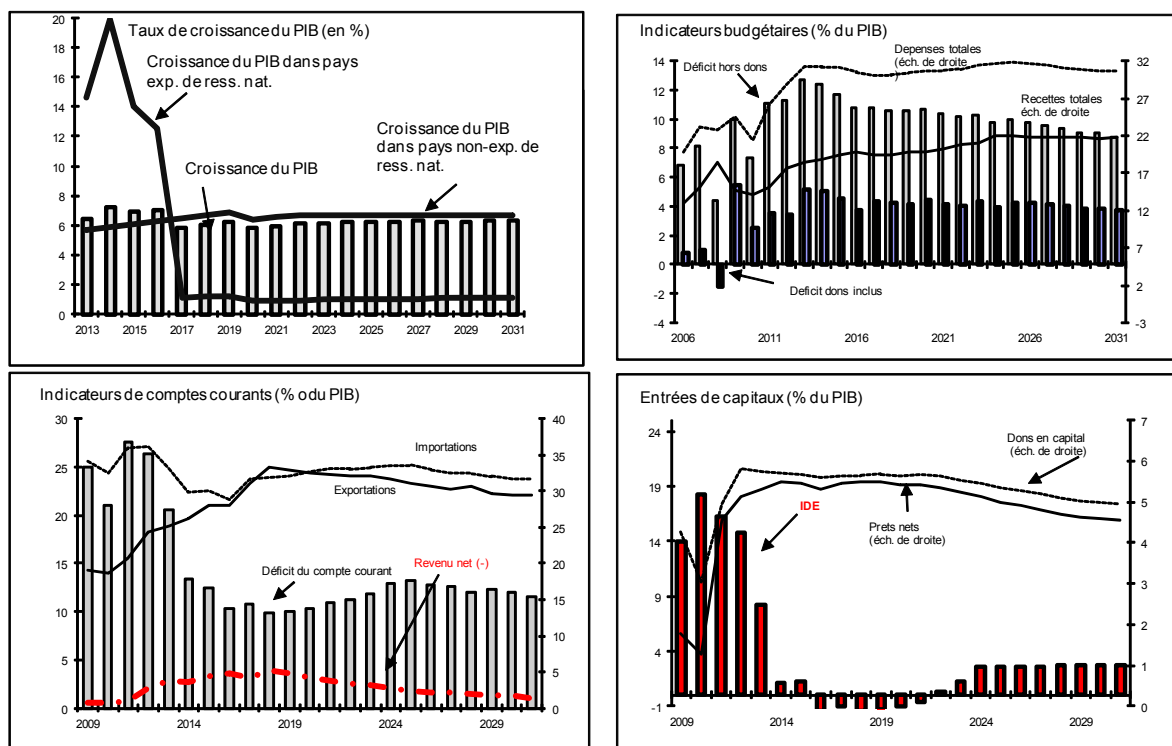 Taux de croissance du PIB (en %)
Croissance du PIB dans pays
exp. de ress. nat.
Croissance du PIB
dans pays non-exp. de
ress. nat.
Croissance du PIB
20
18
16
14
12
10
8
6
4
2
0
2013 2015 2017 2019 2021 2023 2025 2027 2029 2031
Indicateurs budgétaires (% du PIB)
Depenses totales
(éch. de droite
)
Déficit hors dons
Recettes totales
éch. de droite
Deficit dons inclus
14
12
10
8
6
4
2
0
-2
-4
32
27
22
17
12
7
2
-3
2006 2011 2016 2021 2026 2031
Indicateurs de comptes courants (% odu PIB)
Importations
Exportations
Revenu net (-)
Déficit du compte courant
30
25
20
15
10
5
0
40
35
30
25
20
15
10
5
0
2009 2014 2019 2024 2029
Entrées de capitaux (% du PIB)
Dons en capital
(éch. de droite)
IDE
Prets nets
(éch. de droite)
24
19
14
9
4
-1
7
6
5
4
3
2
1
0
2009 2014 2019 2024 2029